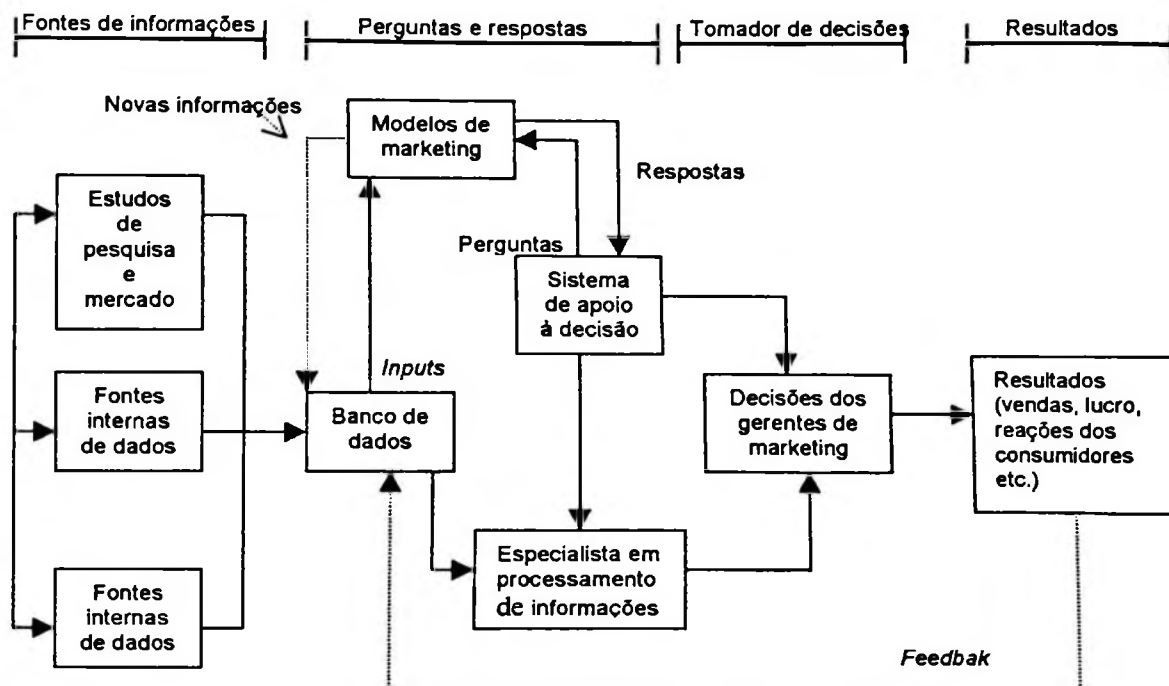 Fontes de informações
Perguntas e respostas
Tomador de decisões
Resultados
Novas informações
Modelos de
marketing
Respostas
Perguntas
Estudos
de
pesquisa
e
mercado
Sistema
de apoio
à decisão
Inputs
Fontes
internas
de dados
Banco de
dados
Decisões dos
gerentes de
marketing
Resultados
(vendas, lucro,
reações dos
consumidores
etc.)
Especialista em
processamento
de informações
Fontes
internas
de dados
Feedbak